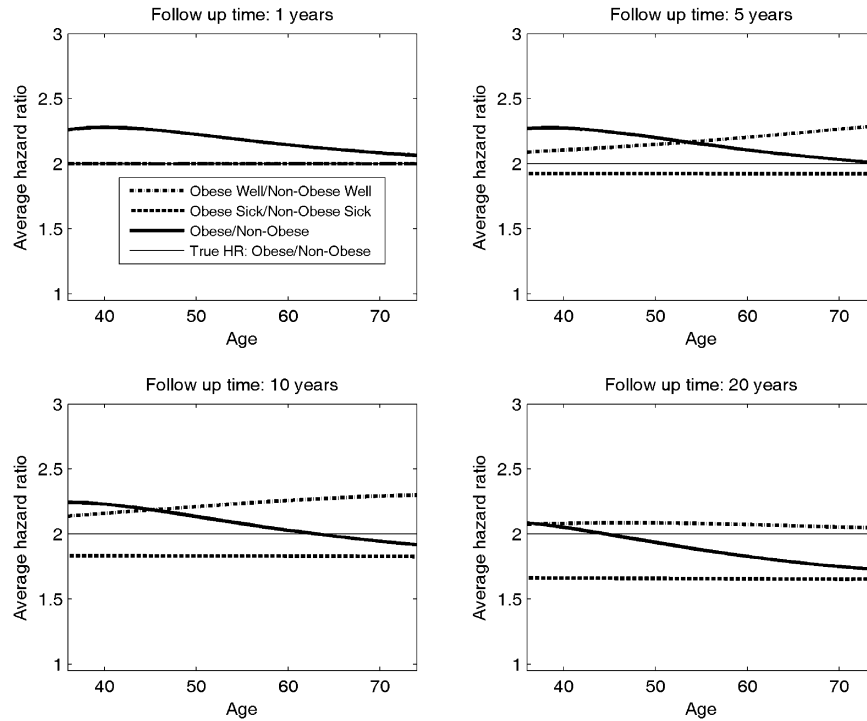 Follow up time: 1 years
3
2.5
2
1.5
1
Average hazard ratio
Obese Well/Non-Obese Well
Obese Sick/Non-Obese Sick
Obese/Non-Obese
True HR: Obese/Non-Obese
40 50 60 70
Age
Follow up time: 5 years
3
2.5
2
1.5
1
Average hazard ratio
40 50 60 70
Age
Follow up time: 10 years
3
2.5
2
1.5
1
Average hazard ratio
40 50 60 70
Age
Follow up time: 20 years
3
2.5
2
1.5
1
Average hazard ratio
40 50 60 70
Age